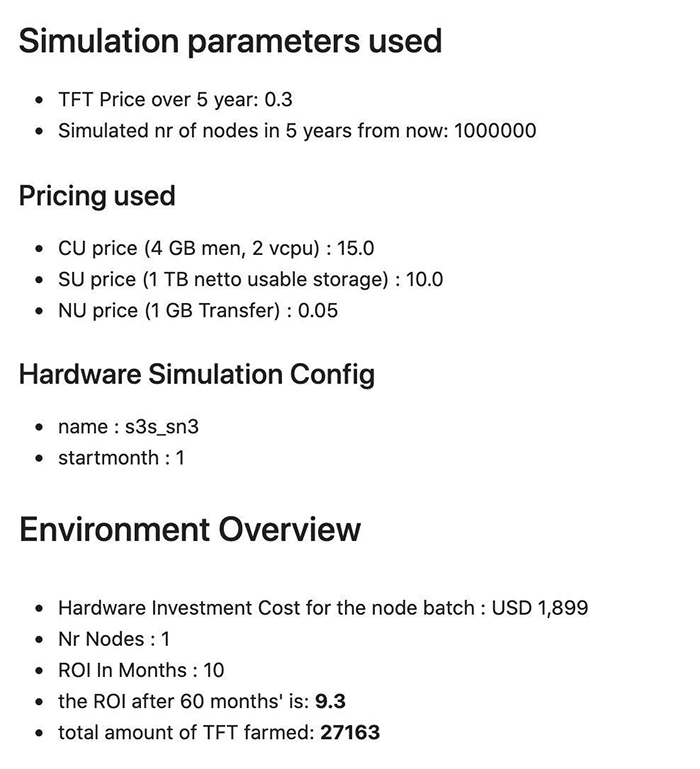 Simulation parameters used
• TFT Price over 5 year: 0.3
• Simulated nr of nodes in 5 years from now: 1000000
Pricing used
• CU price (4 GB men, 2 vcpu) : 15.0
• SU price (1 TB netto usable storage) : 10.0
• NU price (1 GB Transfer) : 0.05
Hardware Simulation Config
• name : s3s_sn3
• startmonth : 1
Environment Overview
• Hardware Investment Cost for the node batch : USD 1,899
• Nr Nodes : 1
• ROI In Months : 10
• the ROI after 60 months' is: 9.3
• total amount of TFT farmed: 27163